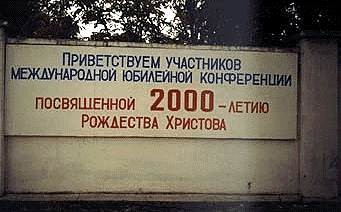 ПРИВЕТСТВУЕМ УЧАСТНИКОВ
МЕЖДУНАРОДНОЙ ЮБИЛЕЙНОЙ КОНФЕРЕНЦИИ
ПОСВЯЩЕННОЙ 2000-ЛЕТИЮ
РОЖДЕСТВА ХРИСТОВА